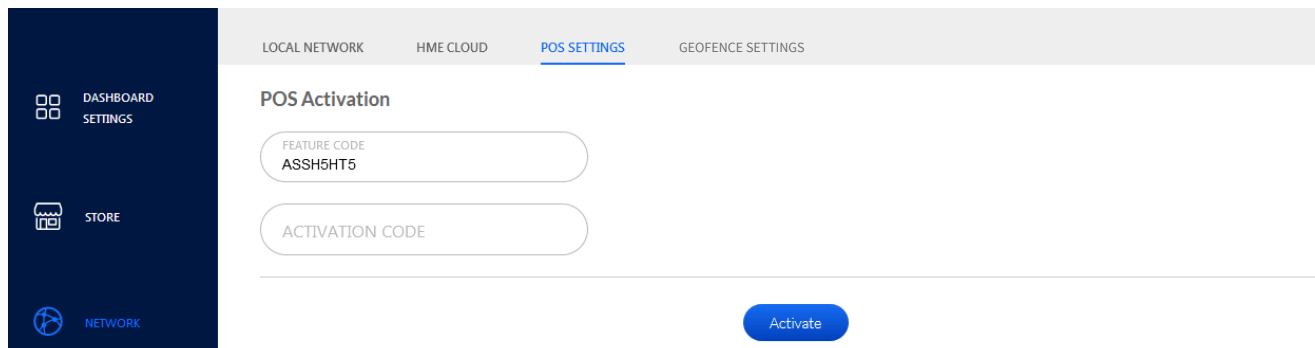 LOCAL NETWORK HME CLOUD POS SETTINGS GEOFENCE SETTINGS
DASHBOARD
SETTINGS
STORE
NETWORK
POS Activation
FEATURE CODE
ASSH5HT5
ACTIVATION CODE
Activate